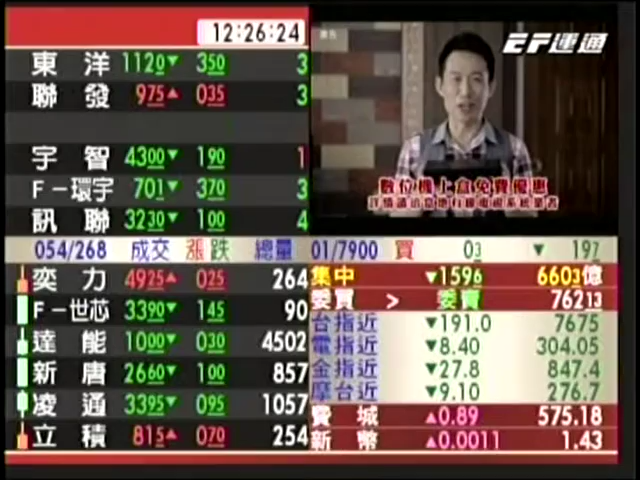 12:26:24
EF運通
東洋 1120▼ 350 3
聯發 975▲ 035 3
宇智 4300▼ 190 1
F-環宇 701▼ 370 3
訊聯 3230▼ 100 4
數位機上盒免費優惠
054/268 成交 漲跌 總量 01/7900 買 03 ▼ 197
奕力 4925▲ 025 264
F-世芯 3390▼ 145 90
達能 1000▼ 030 4502
新唐 2660▼ 100 857
凌通 3395▼ 095 1057
立積 815▲ 070 254
集中 ▼1596 6603億
委買 > 委賣 76213
台指近 ▼191.0 7675
電指近 ▼8.40 304.05
金指近 ▼27.8 847.4
摩台近 ▼9.10 276.7
費城 ▲0.89 575.18
新幣 ▲0.0011 1.43